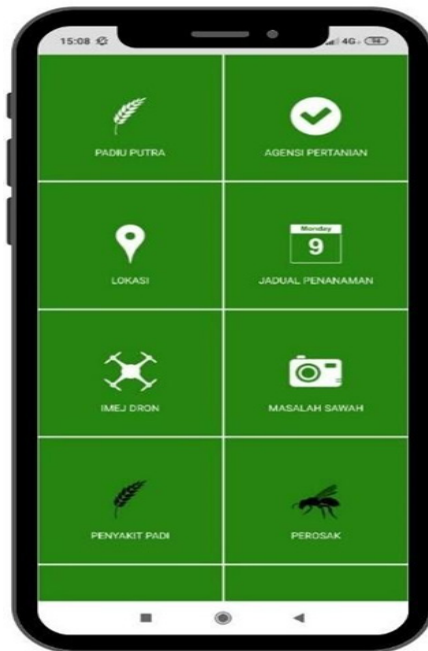 15:08
4G
PADIU PUTRA
AGENSI PERTANIAN
LOKASI
Monday
9
JADUAL PENANAMAN
IMEJ DRON
MASALAH SAWAH
PENYAKIT PADI
PEROSAK